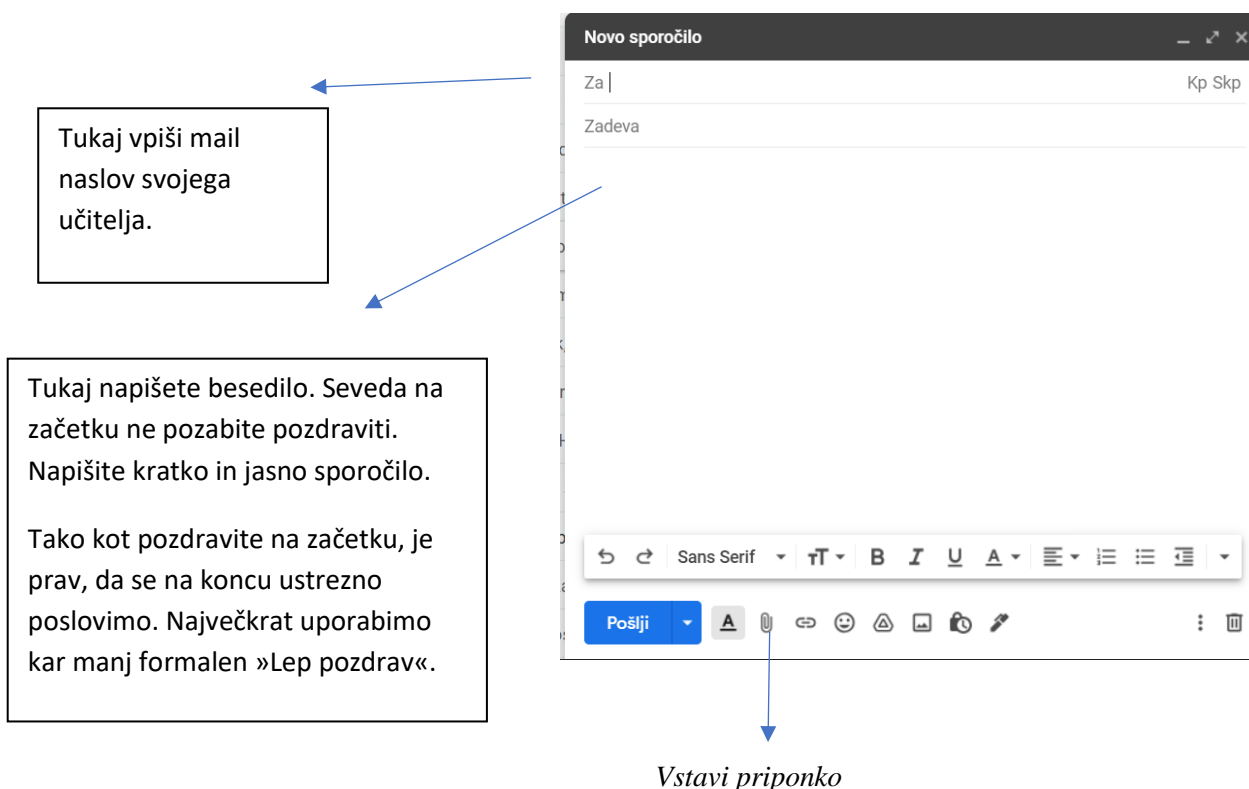 Novo sporočilo
Za
Kp Skp
Zadeva
Tukaj vpiši mail
naslov svojega
učitelja.
Tukaj napišete besedilo. Seveda na
začetku ne pozabite pozdraviti.
Napišite kratko in jasno sporočilo.
Tako kot pozdravite na začetku, je
prav, da se na koncu ustrezno
poslovimo. Največkrat uporabimo
kar manj formalen »Lep pozdrav«.
Sans Serif
Pošlji
Vstavi priponko